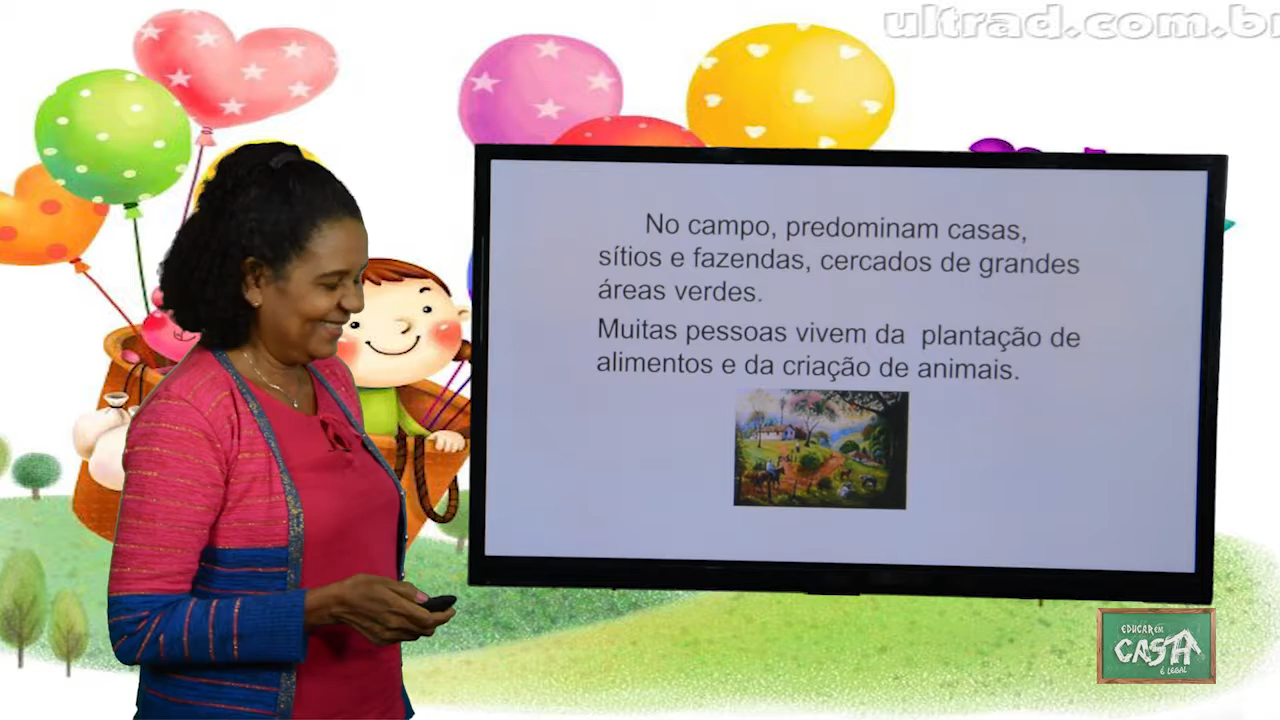 ultrad.com.br
No campo, predominam casas,
sítios e fazendas, cercados de grandes
áreas verdes.
Muitas pessoas vivem da plantação de
alimentos e da criação de animais.
EDUCAR EM
CASA
É LEGAL